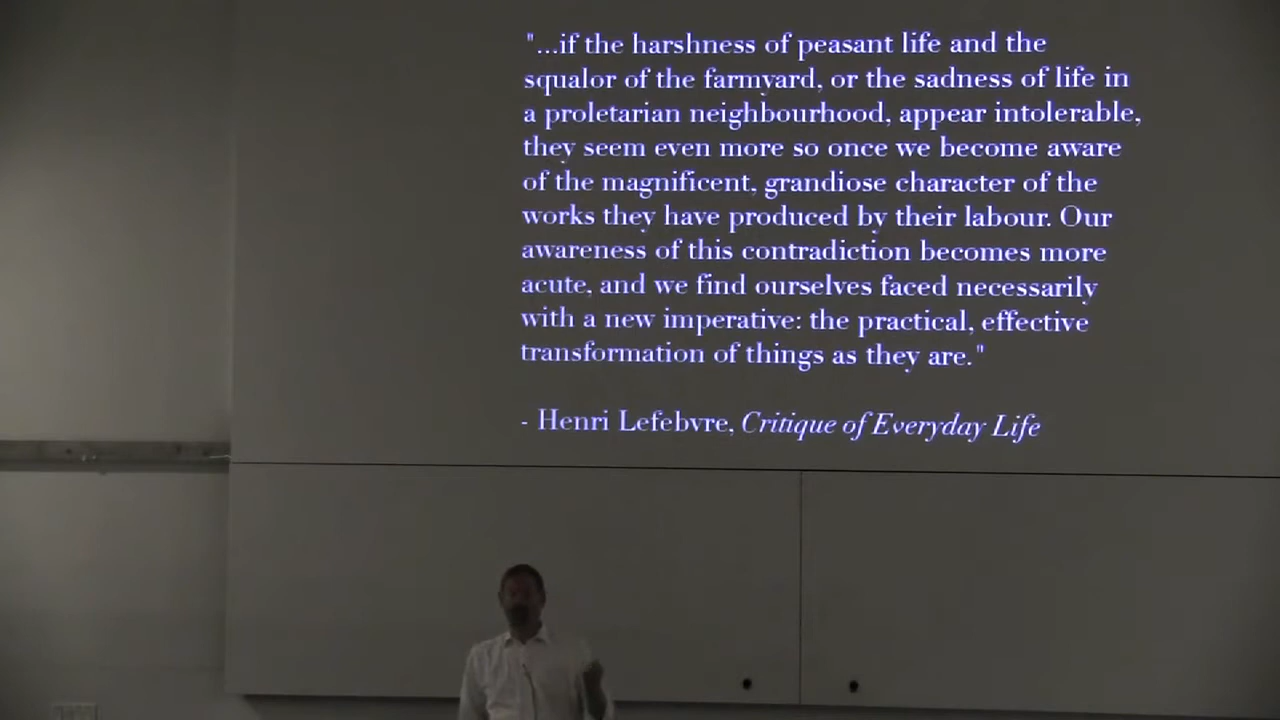 "...if the harshness of peasant life and the
squalor of the farmyard, or the sadness of life in
a proletarian neighbourhood, appear intolerable,
they seem even more so once we become aware
of the magnificent, grandiose character of the
works they have produced by their labour. Our
awareness of this contradiction becomes more
acute, and we find ourselves faced necessarily
with a new imperative: the practical, effective
transformation of things as they are."
- Henri Lefebvre, Critique of Everyday Life